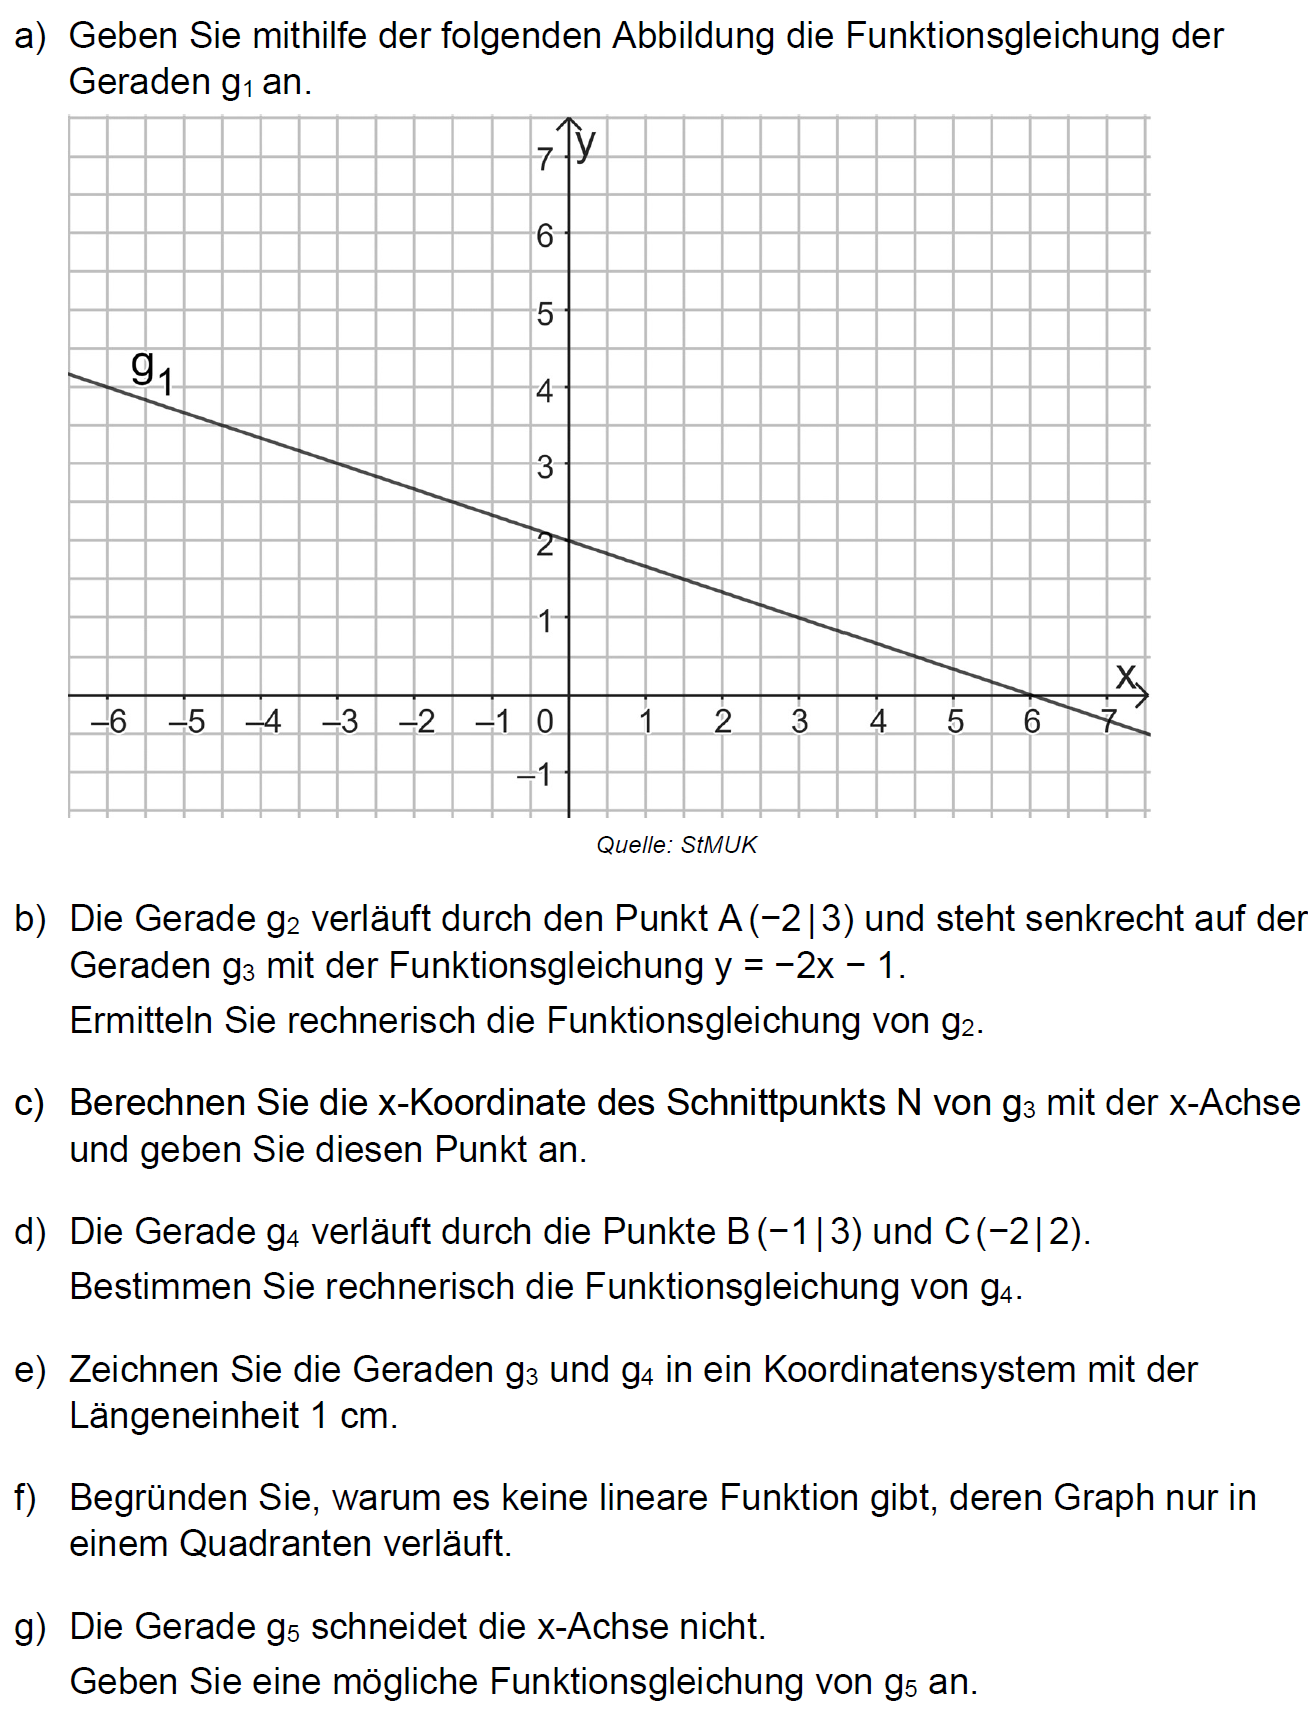 a) Geben Sie mithilfe der folgenden Abbildung die Funktionsgleichung der
Geraden g₁ an.
y
7
6
5
g₁
4
3
2
1
x
–6 –5 –4 –3 –2 –1 0 1 2 3 4 5 6 7
–1
Quelle: StMUK
b) Die Gerade g₂ verläuft durch den Punkt A(−2|3) und steht senkrecht auf der
Geraden g₃ mit der Funktionsgleichung y = −2x − 1.
Ermitteln Sie rechnerisch die Funktionsgleichung von g₂.
c) Berechnen Sie die x-Koordinate des Schnittpunkts N von g₃ mit der x-Achse
und geben Sie diesen Punkt an.
d) Die Gerade g₄ verläuft durch die Punkte B(−1|3) und C(−2|2).
Bestimmen Sie rechnerisch die Funktionsgleichung von g₄.
e) Zeichnen Sie die Geraden g₃ und g₄ in ein Koordinatensystem mit der
Längeneinheit 1 cm.
f) Begründen Sie, warum es keine lineare Funktion gibt, deren Graph nur in
einem Quadranten verläuft.
g) Die Gerade g₅ schneidet die x-Achse nicht.
Geben Sie eine mögliche Funktionsgleichung von g₅ an.